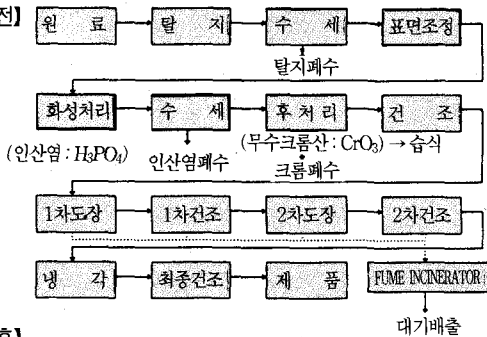 전】
원 료 탈 지 수 세 표면조정
탈지폐수
화성처리 수 세 후 처 리 건 조
(인산염 : H₃PO₄) 인산염폐수 (무수크롬산 : CrO₃) → 습식
크롬폐수
1차도장 1차건조 2차도장 2차건조
냉 각 최종건조 제 품 FUME INCINERATOR
대기배출